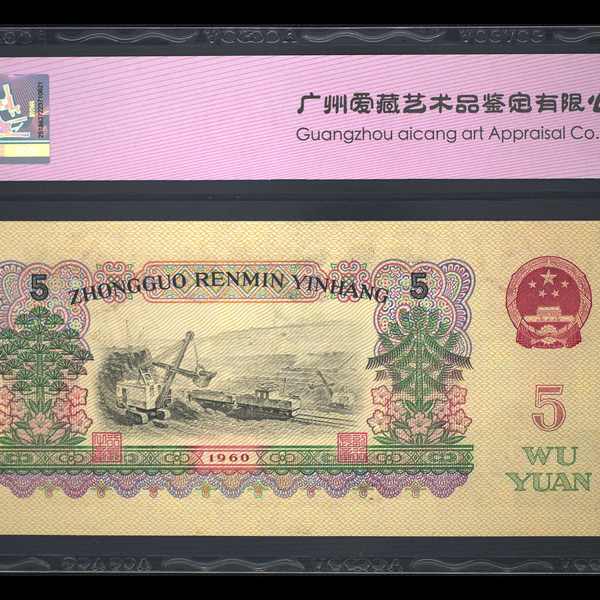 广州爱藏艺术品鉴定有限公
Guangzhou aicang art Appraisal Co.
5
ZHONGGUO RENMIN YINHANG
5
5
WU
YUAN
1960